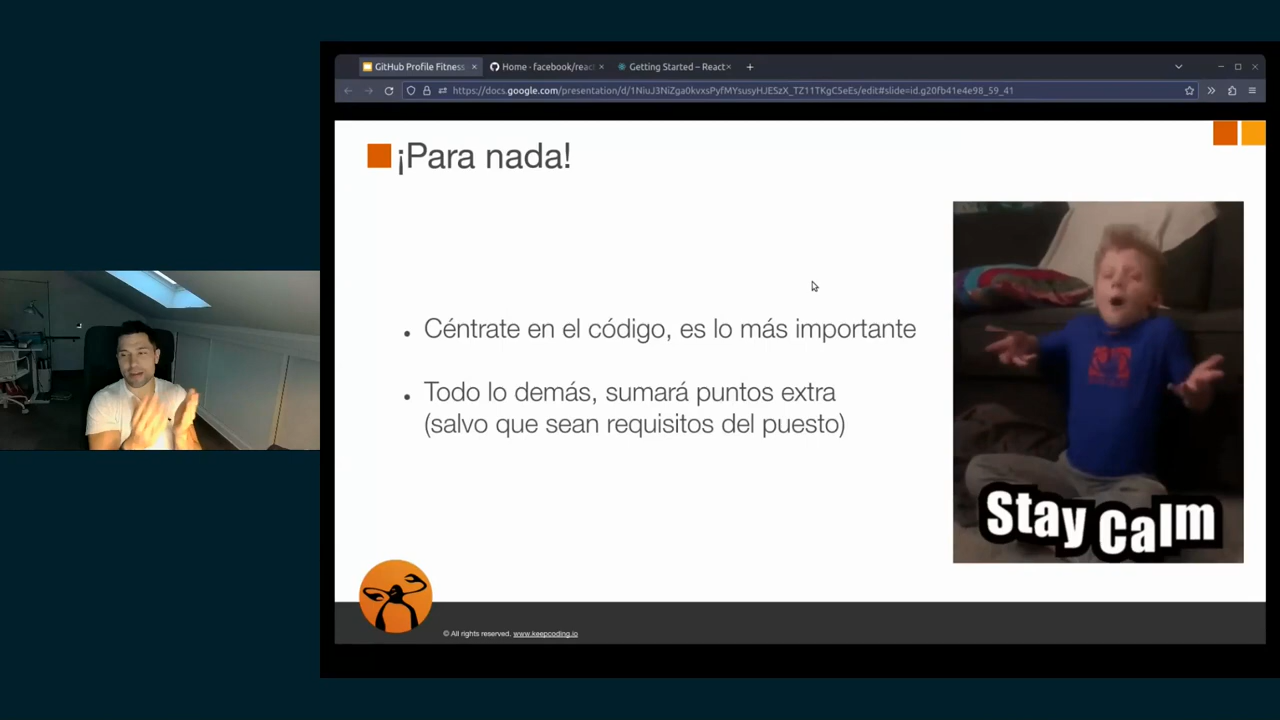 GitHub Profile Fitness
Home · facebook/reac
Getting Started – React
https://docs.google.com/presentation/d/1NiuJ3NiZga0kvxsPyfMYsusyHJESzX_TZ11TKgC5eEs/edit#slide=id.g20fb41e4e98_59_41
¡Para nada!
• Céntrate en el código, es lo más importante
• Todo lo demás, sumará puntos extra
(salvo que sean requisitos del puesto)
Stay Calm
© All rights reserved. www.keepcoding.io